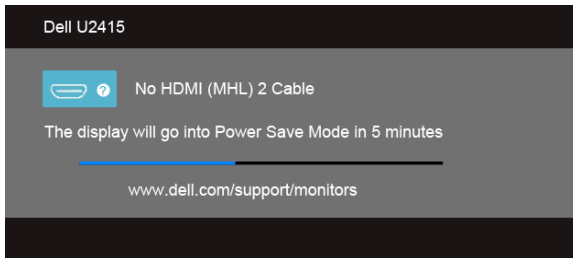 Dell U2415
?
No HDMI (MHL) 2 Cable
The display will go into Power Save Mode in 5 minutes
www.dell.com/support/monitors